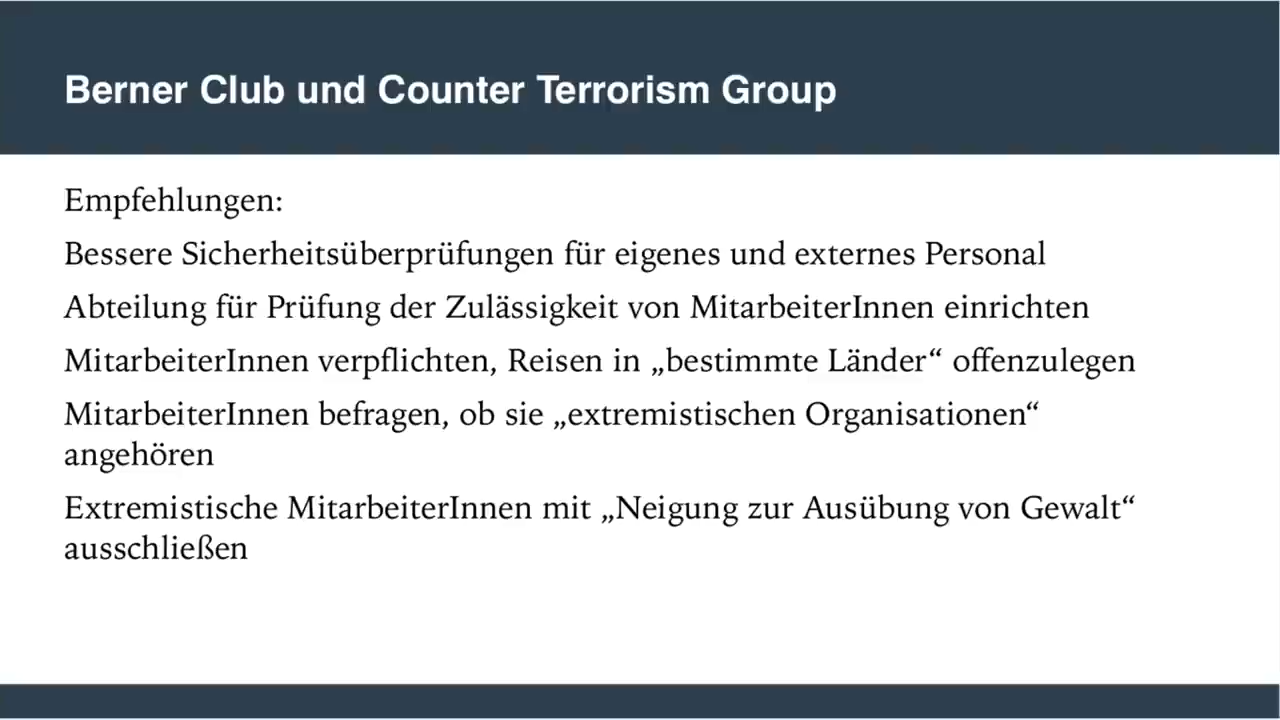 Berner Club und Counter Terrorism Group
Empfehlungen:
Bessere Sicherheitsüberprüfungen für eigenes und externes Personal
Abteilung für Prüfung der Zulässigkeit von MitarbeiterInnen einrichten
MitarbeiterInnen verpflichten, Reisen in „bestimmte Länder“ offenzulegen
MitarbeiterInnen befragen, ob sie „extremistischen Organisationen“
angehören
Extremistische MitarbeiterInnen mit „Neigung zur Ausübung von Gewalt“
ausschließen